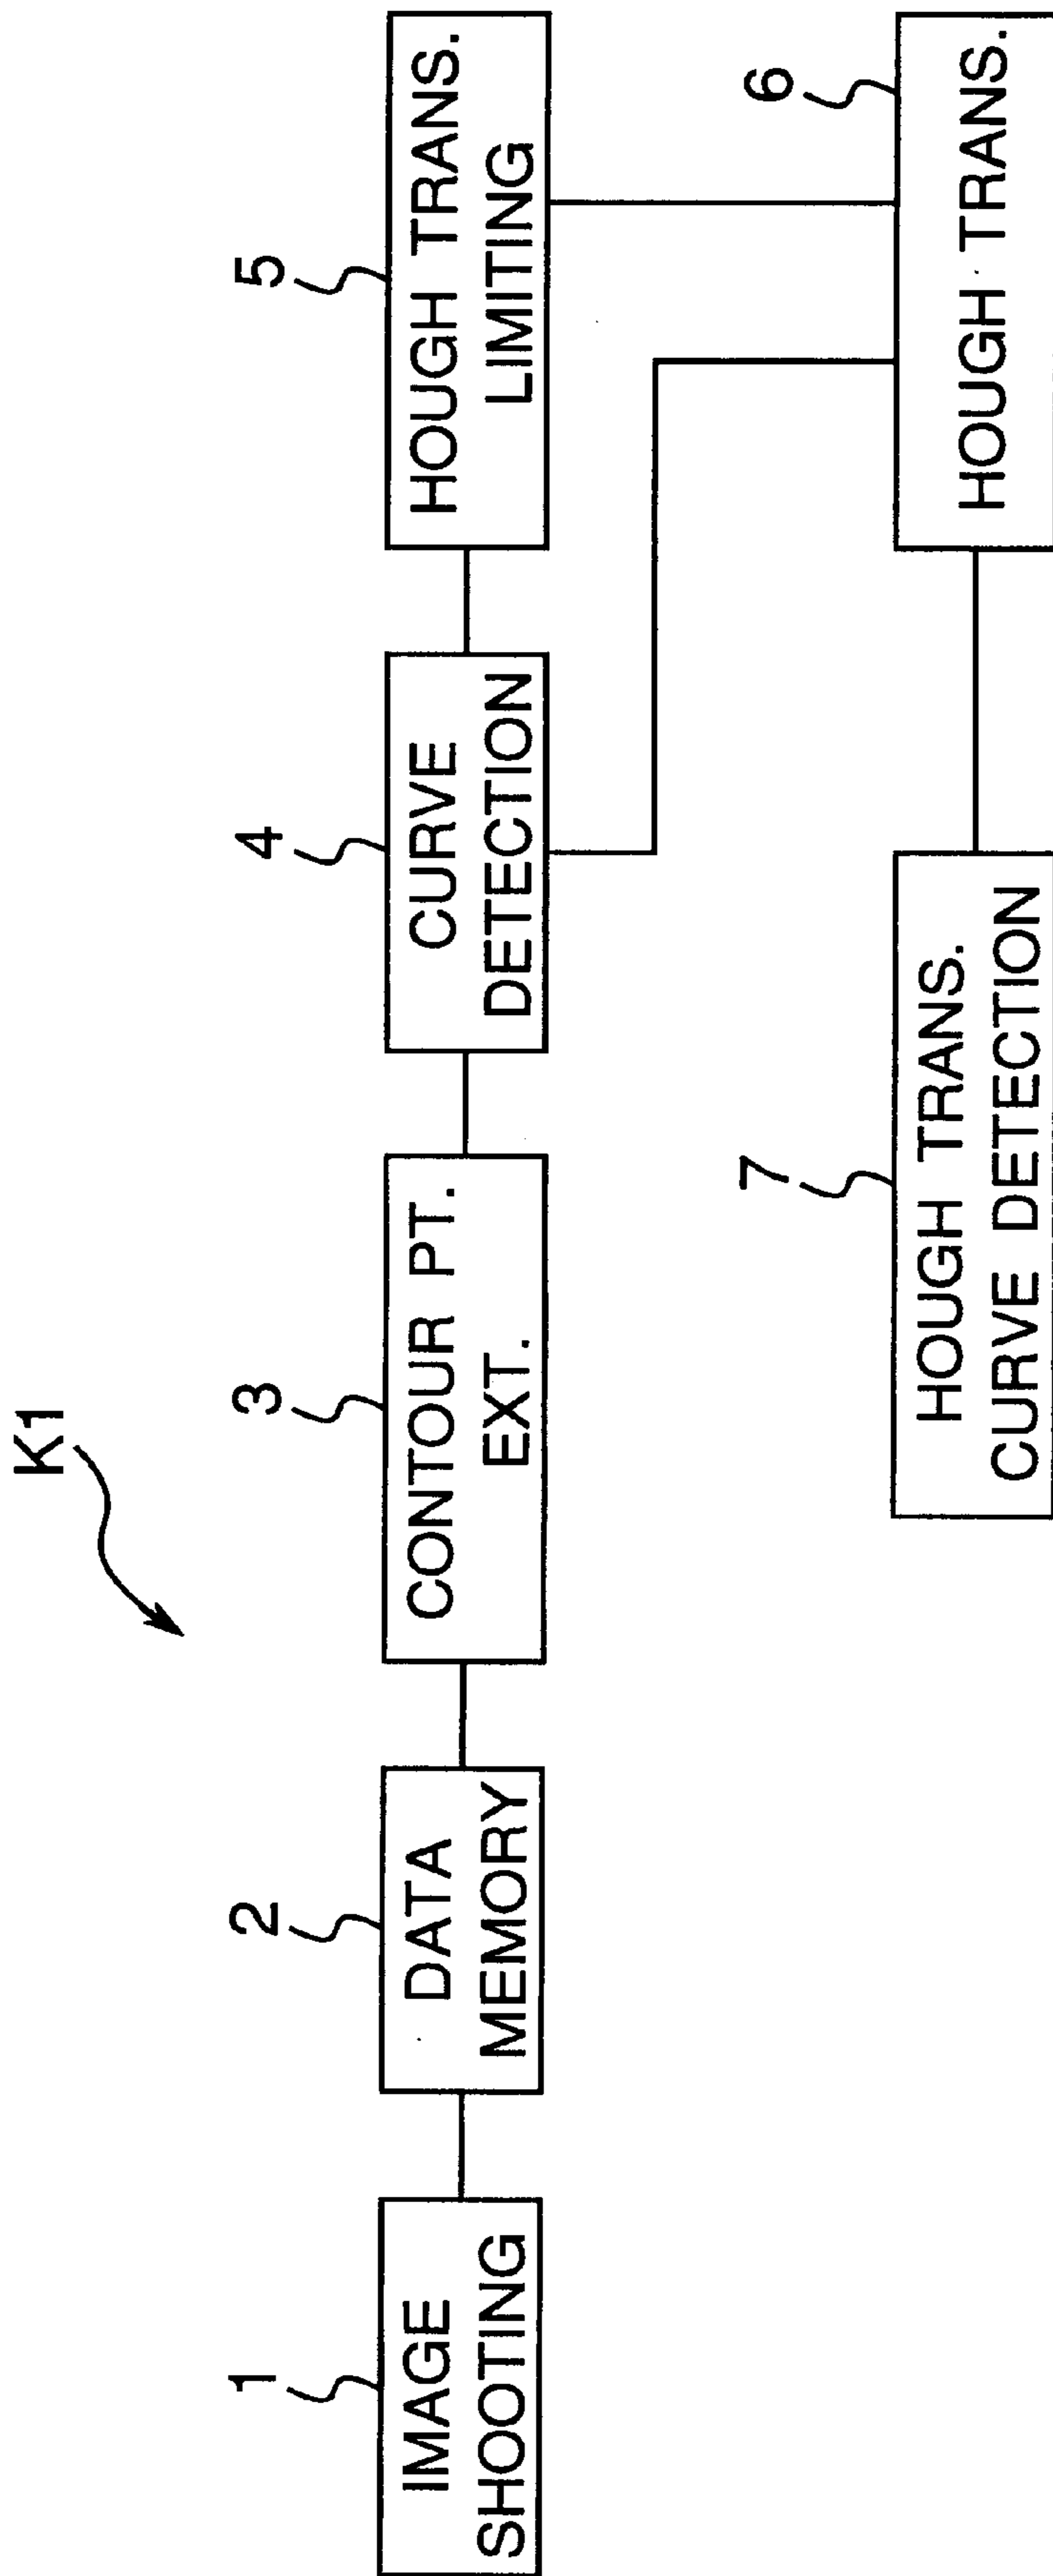 K1
1
IMAGE
SHOOTING
2
DATA
MEMORY
3
CONTOUR PT.
EXT.
4
CURVE
DETECTION
5
HOUGH TRANS.
LIMITING
7
HOUGH TRANS.
CURVE DETECTION
6
HOUGH TRANS.